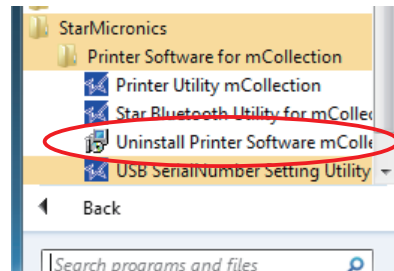 StarMicronics
Printer Software for mCollection
Printer Utility mCollection
Star Bluetooth Utility for mCollec
Uninstall Printer Software mColle
USB SerialNumber Setting Utility
Back
Search programs and files